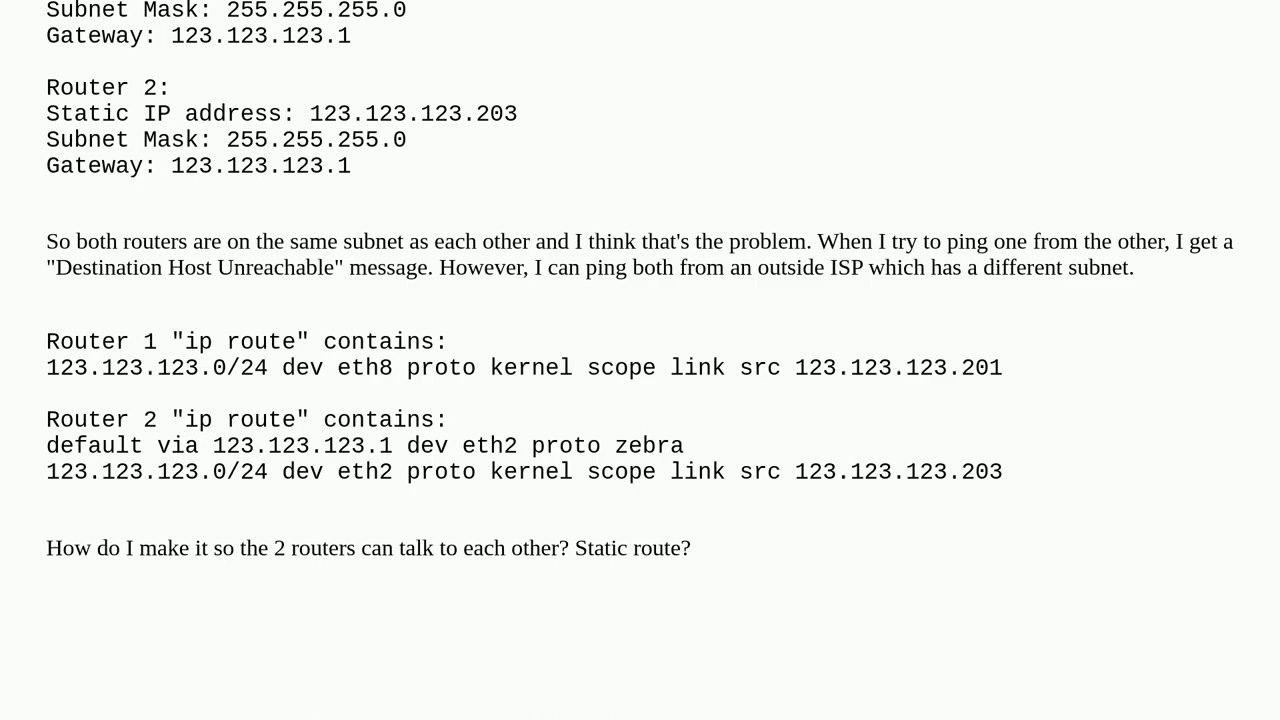 Subnet Mask: 255.255.255.0
Gateway: 123.123.123.1
Router 2:
Static IP address: 123.123.123.203
Subnet Mask: 255.255.255.0
Gateway: 123.123.123.1
So both routers are on the same subnet as each other and I think that's the problem. When I try to ping one from the other, I get a
"Destination Host Unreachable" message. However, I can ping both from an outside ISP which has a different subnet.
Router 1 "ip route" contains:
123.123.123.0/24 dev eth8 proto kernel scope link src 123.123.123.201
Router 2 "ip route" contains:
default via 123.123.123.1 dev eth2 proto zebra
123.123.123.0/24 dev eth2 proto kernel scope link src 123.123.123.203
How do I make it so the 2 routers can talk to each other? Static route?